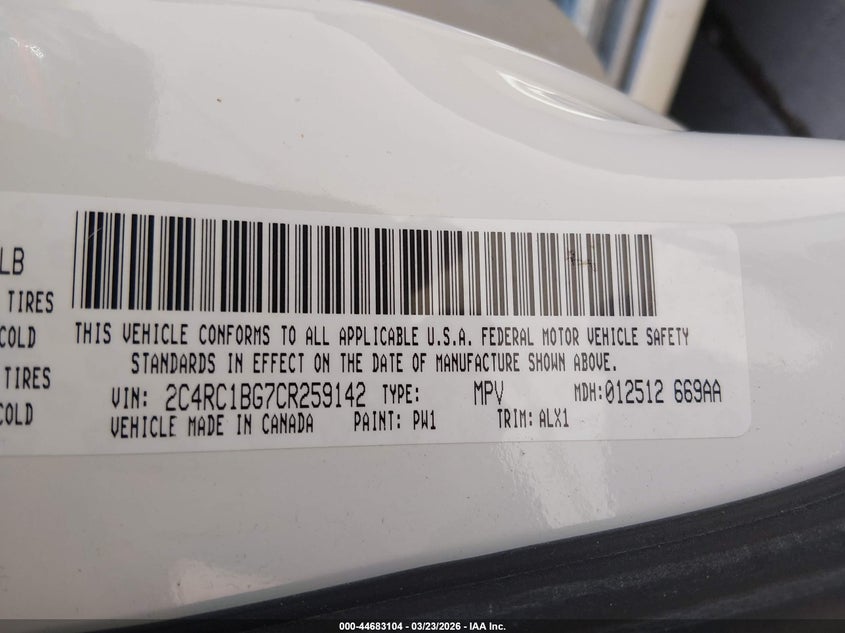 LB
TIRES
COLD
TIRES
COLD
THIS VEHICLE CONFORMS TO ALL APPLICABLE U.S.A. FEDERAL MOTOR VEHICLE SAFETY
STANDARDS IN EFFECT ON THE DATE OF MANUFACTURE SHOWN ABOVE.
VIN: 2C4RC1BG7CR259142 TYPE: MPV MDH:012512 669AA
VEHICLE MADE IN CANADA PAINT: PW1 TRIM: ALX1
000-44683104 - 03/23/2026 - IAA Inc.